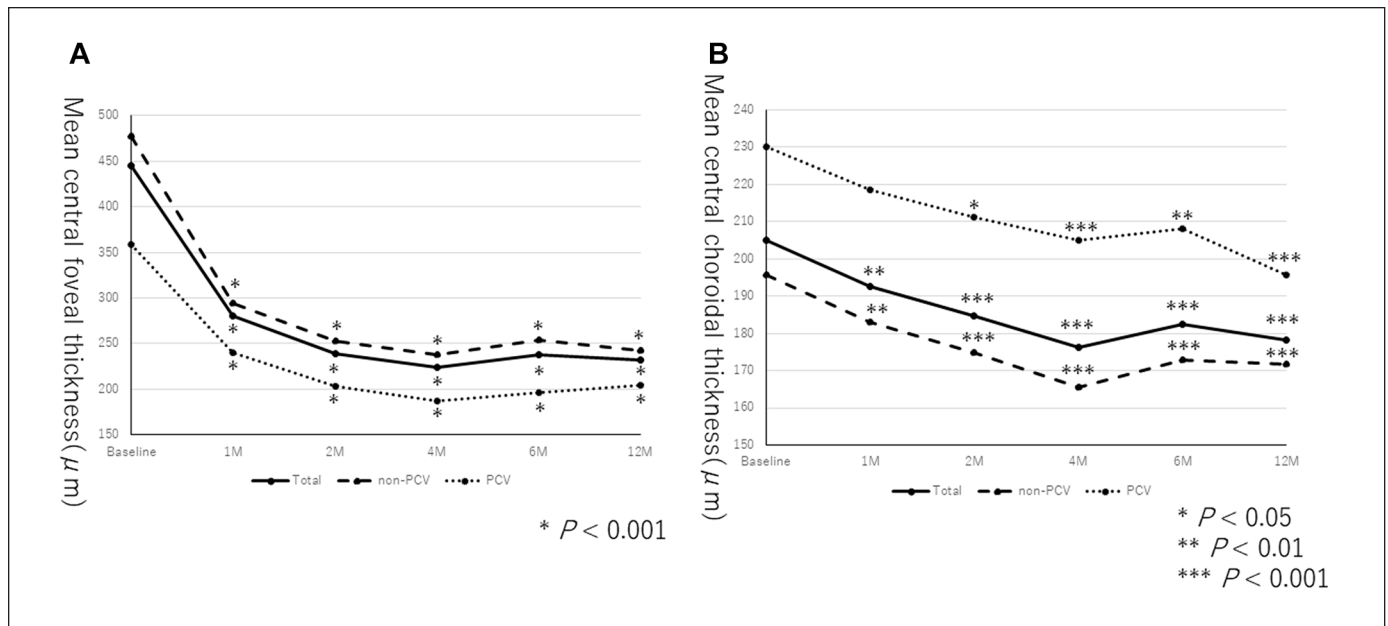 A
Mean central foveal thickness(μm)
500
450
400
350
300
250
200
150
* * * * *
* * * * *
* * * * *
Baseline 1M 2M 4M 6M 12M
Total non-PCV PCV
* P < 0.001
B
Mean central choroidal thickness(μm)
240
230
220
210
200
190
180
170
160
150
* *** ** ***
** *** *** *** ***
** *** *** *** ***
Baseline 1M 2M 4M 6M 12M
Total non-PCV PCV
* P < 0.05
** P < 0.01
*** P < 0.001